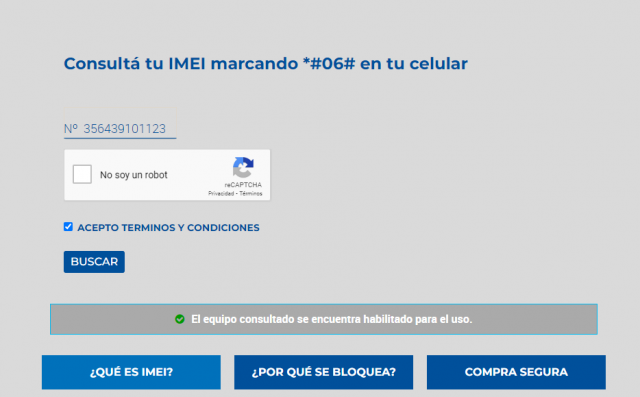 Consultá tu IMEI marcando *#06# en tu celular
Nº 356439101123
No soy un robot
reCAPTCHA
Privacidad - Términos
ACEPTO TERMINOS Y CONDICIONES
BUSCAR
El equipo consultado se encuentra habilitado para el uso.
¿QUÉ ES IMEI? ¿POR QUÉ SE BLOQUEA? COMPRA SEGURA